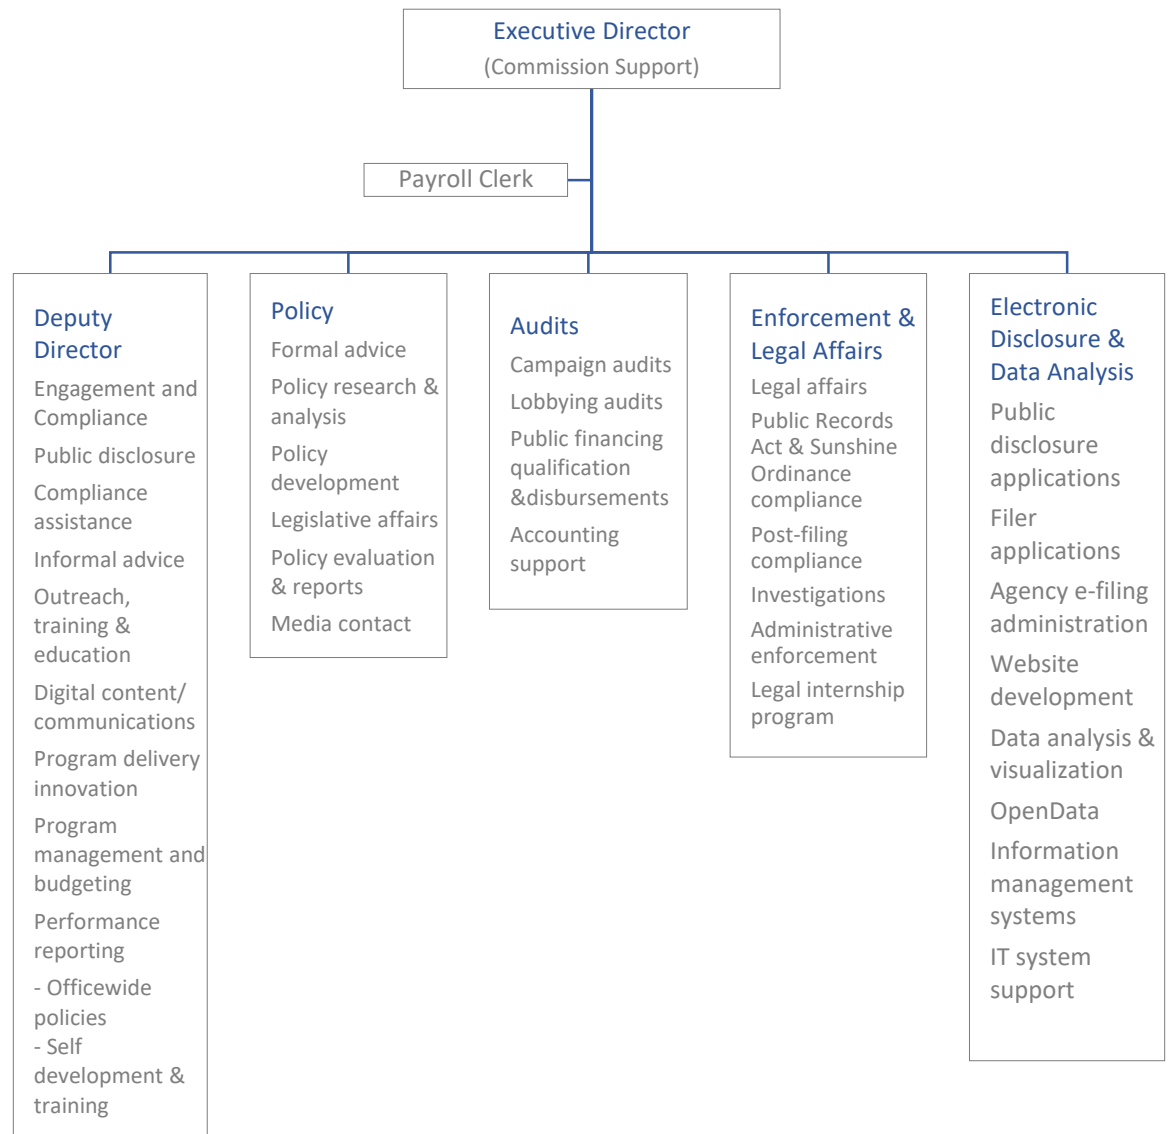 Executive Director
(Commission Support)
Payroll Clerk
Deputy
Director
Engagement and
Compliance
Public disclosure
Compliance
assistance
Informal advice
Outreach,
training &
education
Digital content/
communications
Program delivery
innovation
Program
management and
budgeting
Performance
reporting
- Officewide
policies
- Self
development &
training
Policy
Formal advice
Policy research &
analysis
Policy
development
Legislative affairs
Policy evaluation
& reports
Media contact
Audits
Campaign audits
Lobbying audits
Public financing
qualification
&disbursements
Accounting
support
Enforcement &
Legal Affairs
Legal affairs
Public Records
Act & Sunshine
Ordinance
compliance
Post-filing
compliance
Investigations
Administrative
enforcement
Legal internship
program
Electronic
Disclosure &
Data Analysis
Public
disclosure
applications
Filer
applications
Agency e-filing
administration
Website
development
Data analysis &
visualization
OpenData
Information
management
systems
IT system
support